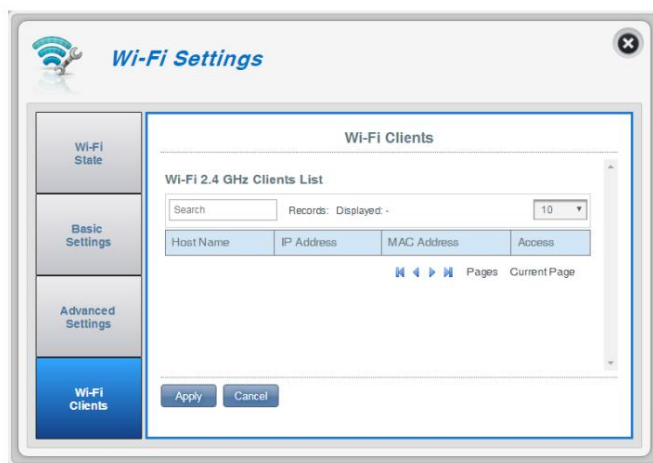 Wi-Fi Settings
Wi-Fi
State
Basic
Settings
Advanced
Settings
Wi-Fi
Clients
Wi-Fi Clients
Wi-Fi 2.4 GHz Clients List
Search Records: Displayed: - 10
Host Name IP Address MAC Address Access
Pages Current Page
Apply Cancel